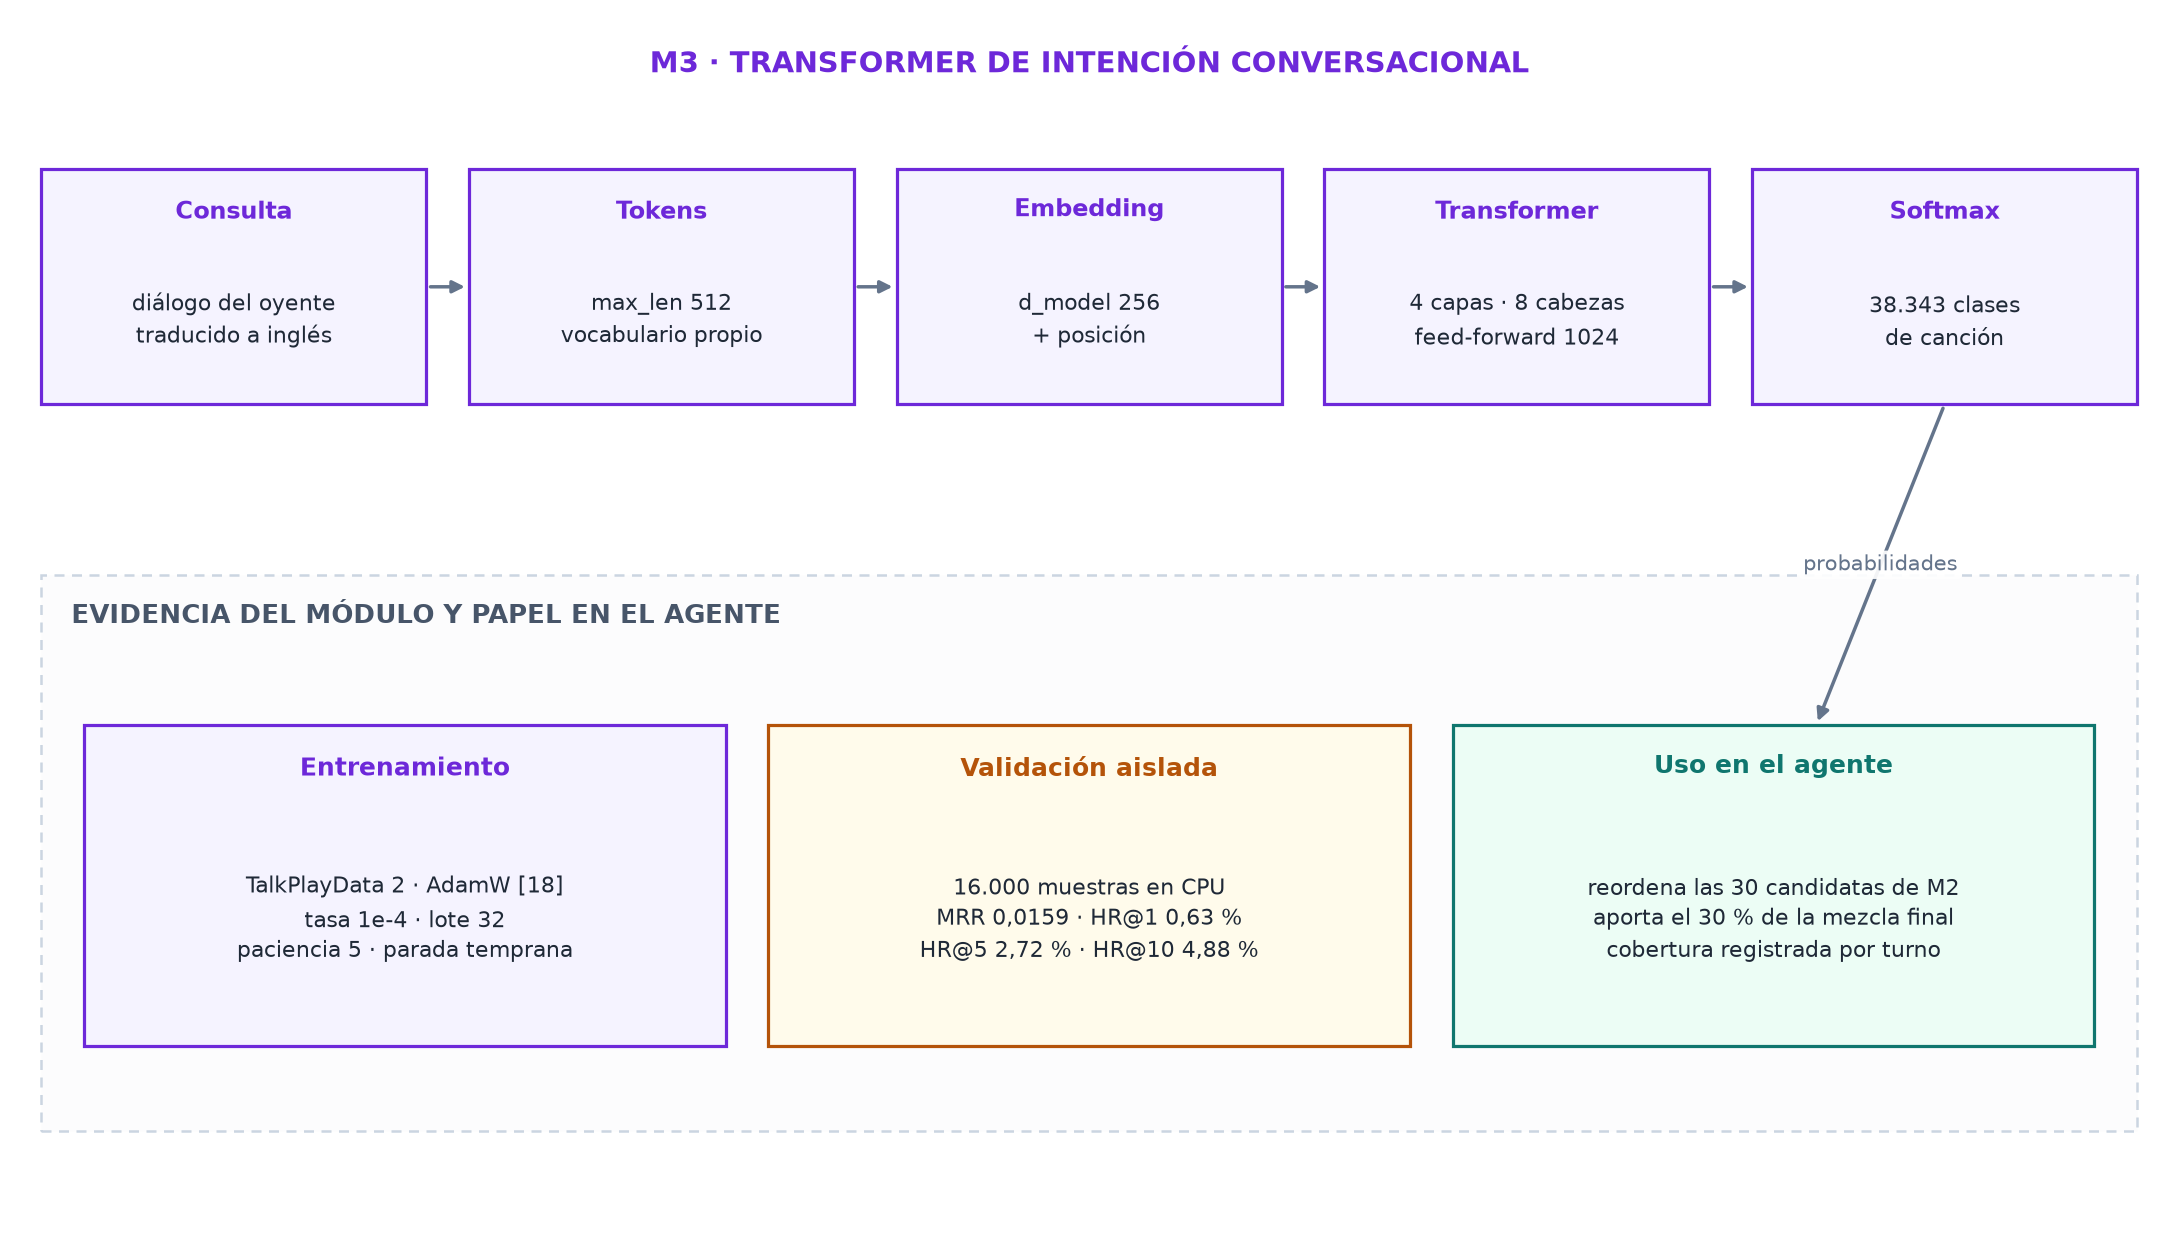 M3 · TRANSFORMER DE INTENCIÓN CONVERSACIONAL
Consulta
diálogo del oyente
traducido a inglés
Tokens
max_len 512
vocabulario propio
Embedding
d_model 256
+ posición
Transformer
4 capas · 8 cabezas
feed-forward 1024
Softmax
38.343 clases
de canción
probabilidades
EVIDENCIA DEL MÓDULO Y PAPEL EN EL AGENTE
Entrenamiento
TalkPlayData 2 · AdamW [18]
tasa 1e-4 · lote 32
paciencia 5 · parada temprana
Validación aislada
16.000 muestras en CPU
MRR 0,0159 · HR@1 0,63 %
HR@5 2,72 % · HR@10 4,88 %
Uso en el agente
reordena las 30 candidatas de M2
aporta el 30 % de la mezcla final
cobertura registrada por turno